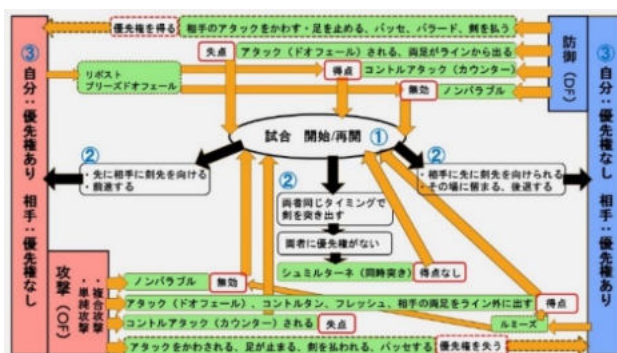 優先権を得る
相手のアタックをかわす・足を止める、パッセ、パラード、剣を払う
失点
アタック（ドオフェール）される、両足がラインから出る
リポスト
プリーズドオフェール
得点
コントルアタック（カウンター）
無効
ノンバラブル
防御（DF）
③
自分：優先権あり 相手：優先権なし
③
自分：優先権なし 相手：優先権あり
試合 開始/再開 ①
②
・先に相手に剣先を向ける
・前進する
②
両者同じタイミングで
剣を突き出す
両者に優先権がない
シュミルターネ（同時突き）
得点なし
②
・相手に先に剣先を向けられる
・その場に留まる、後退する
攻撃（OF）
・単純攻撃
・複合攻撃
ノンバラブル
無効
アタック（ドオフェール）、コントルタン、フレッシュ、相手の両足をライン外に出す
得点
コントルアタック（カウンター）される
失点
ルミーズ
アタックをかわされる、足が止まる、剣を払われる、パッセする
優先権を失う